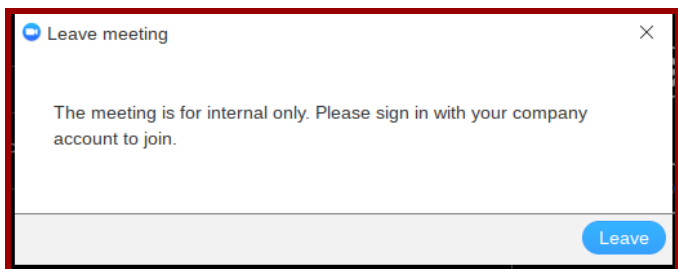 Leave meeting
The meeting is for internal only. Please sign in with your company
account to join.
Leave